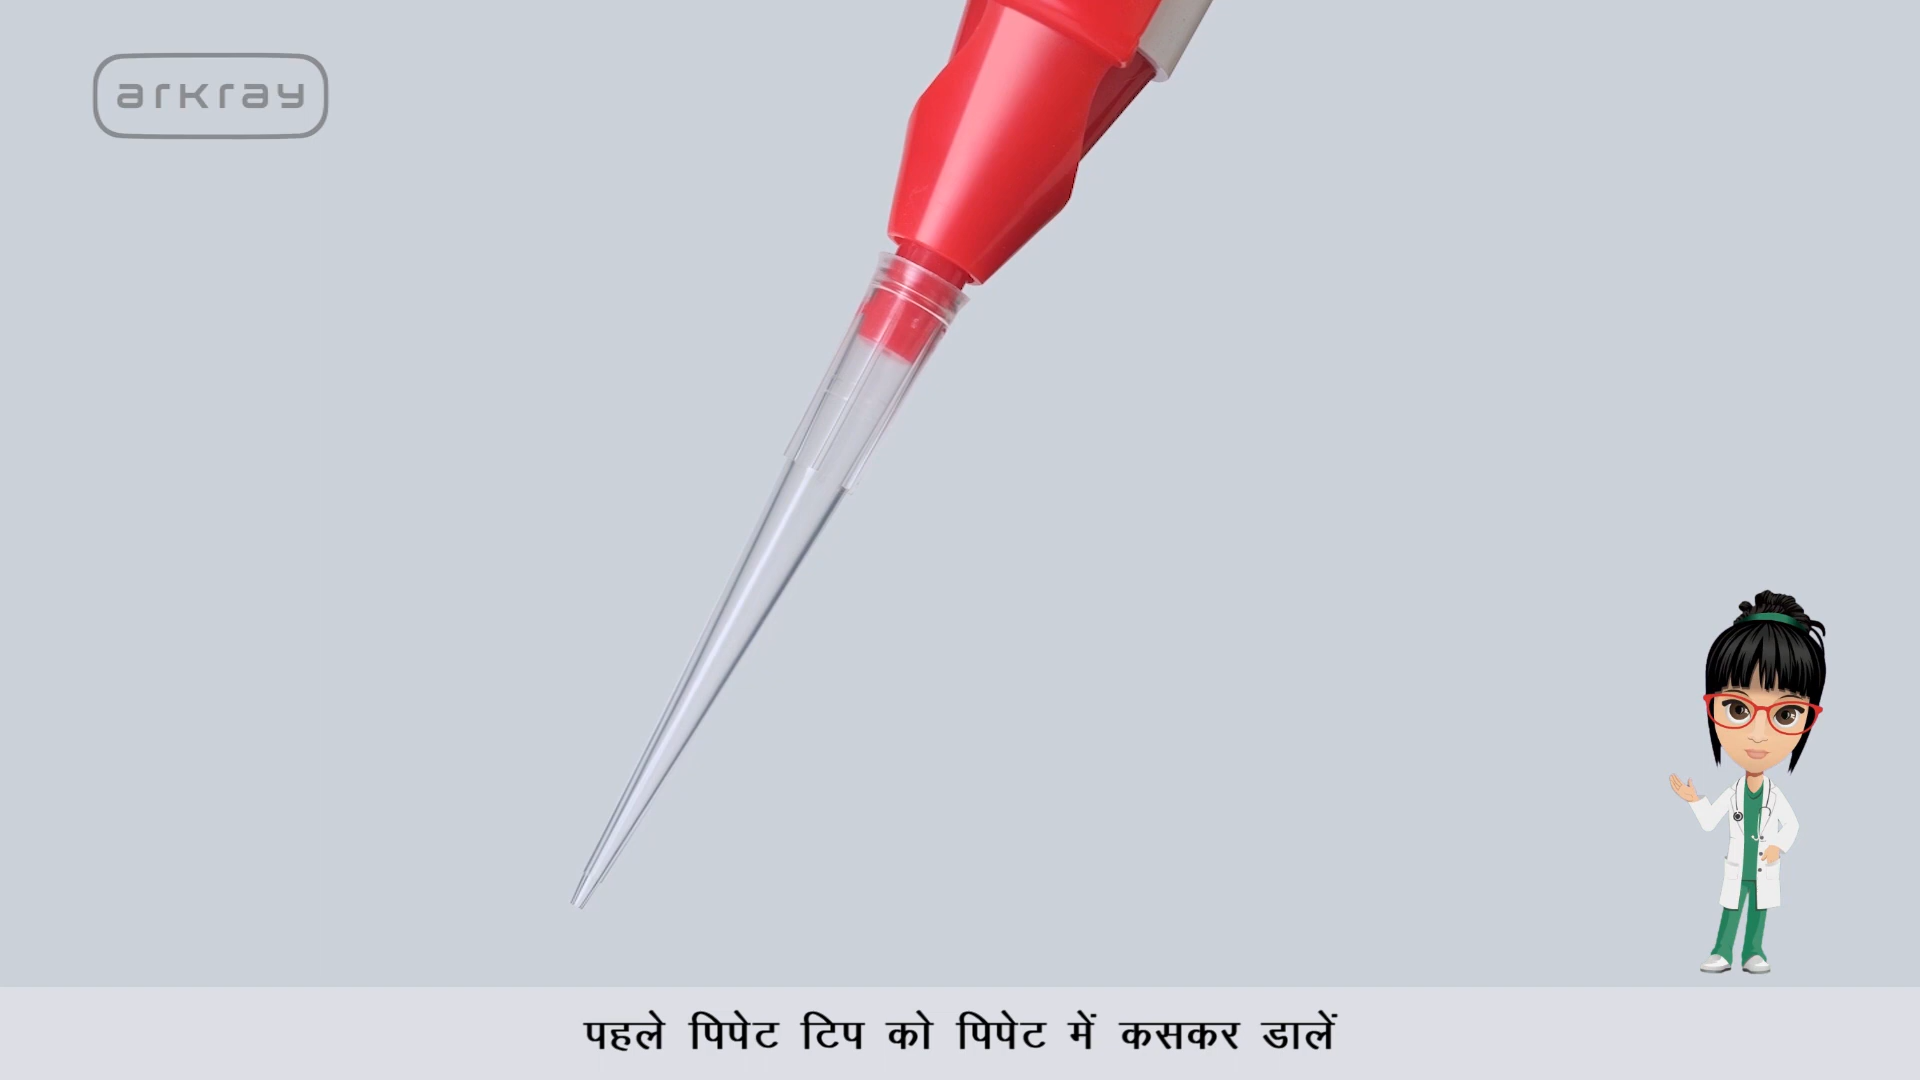 arkray
पहले पिपेट टिप को पिपेट में कसकर डालें